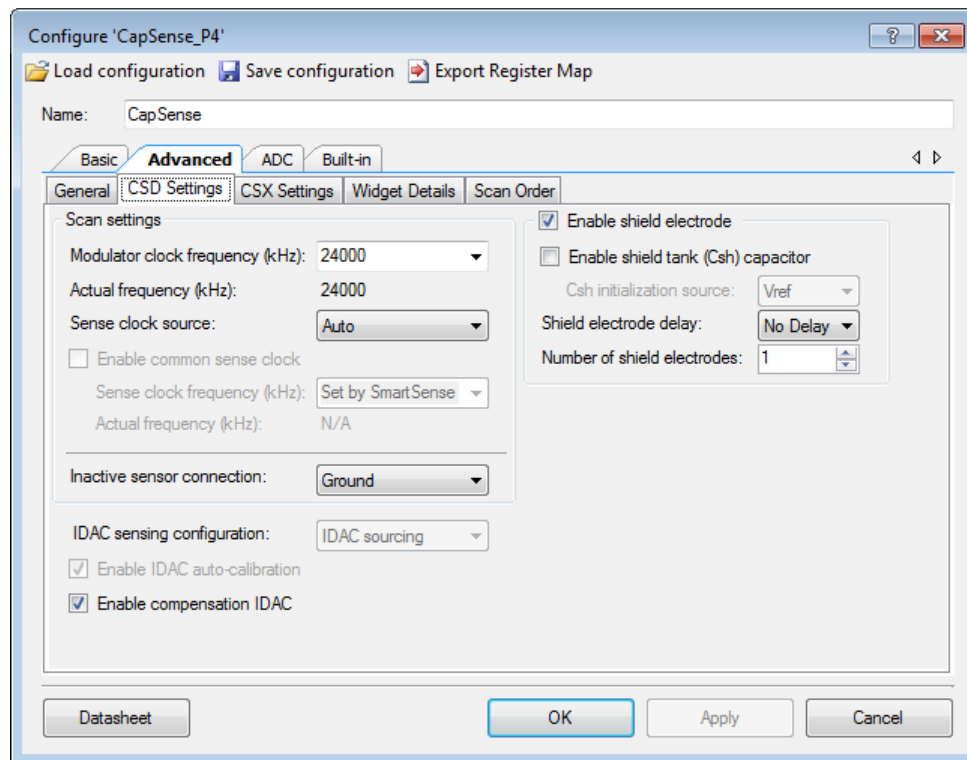 Configure 'CapSense_P4'
Load configuration Save configuration Export Register Map
Name: CapSense
Basic Advanced ADC Built-in
General CSD Settings CSX Settings Widget Details Scan Order
Scan settings
Modulator clock frequency (kHz): 24000
Actual frequency (kHz): 24000
Sense clock source: Auto
Enable common sense clock
Sense clock frequency (kHz): Set by SmartSense
Actual frequency (kHz): N/A
Inactive sensor connection: Ground
IDAC sensing configuration: IDAC sourcing
Enable IDAC auto-calibration
Enable compensation IDAC
Enable shield electrode
Enable shield tank (Csh) capacitor
Csh initialization source: Vref
Shield electrode delay: No Delay
Number of shield electrodes: 1
Datasheet OK Apply Cancel